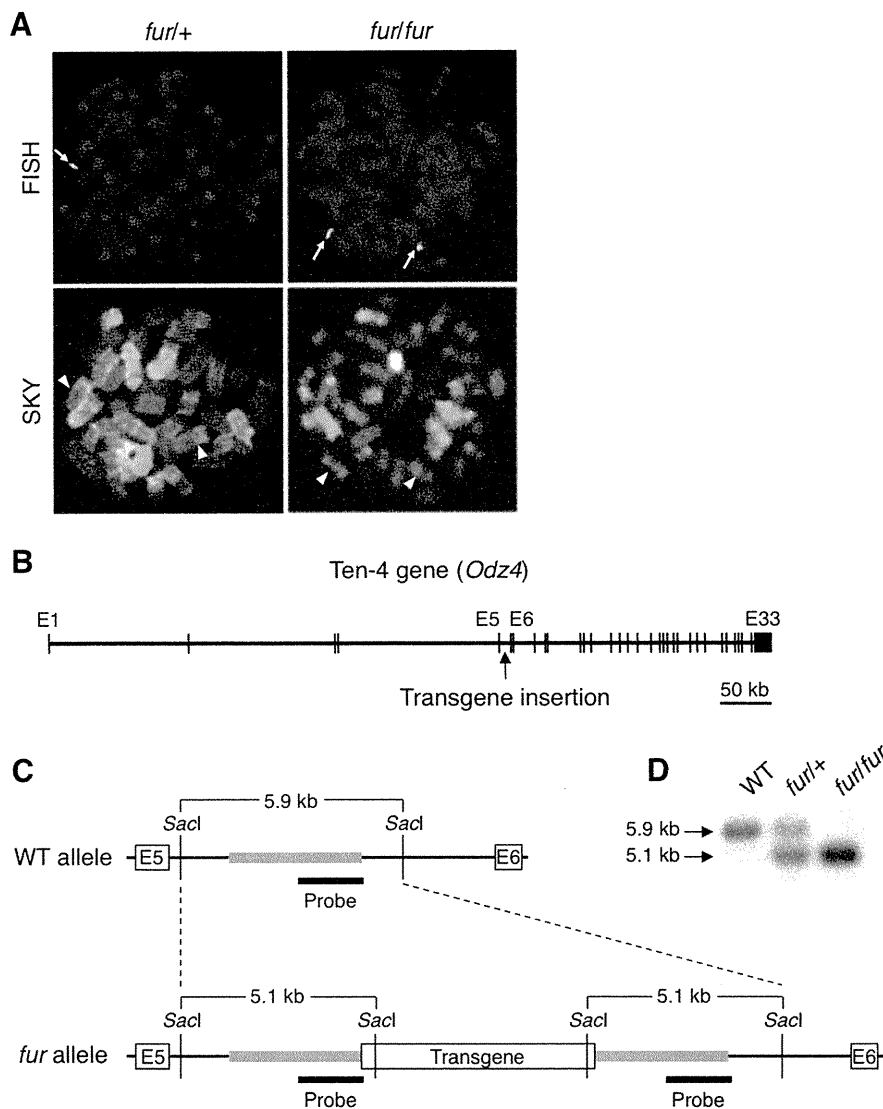 A
fur/+ fur/fur
FISH
SKY
B
Ten-4 gene (Odz4)
E1 E5 E6 E33
Transgene insertion
50 kb
C
5.9 kb
SacI SacI
WT allele E5 E6
Probe
5.1 kb 5.1 kb
SacI SacI SacI SacI
fur allele E5 Transgene E6
Probe Probe
D
WT fur/+ fur/fur
5.9 kb
5.1 kb